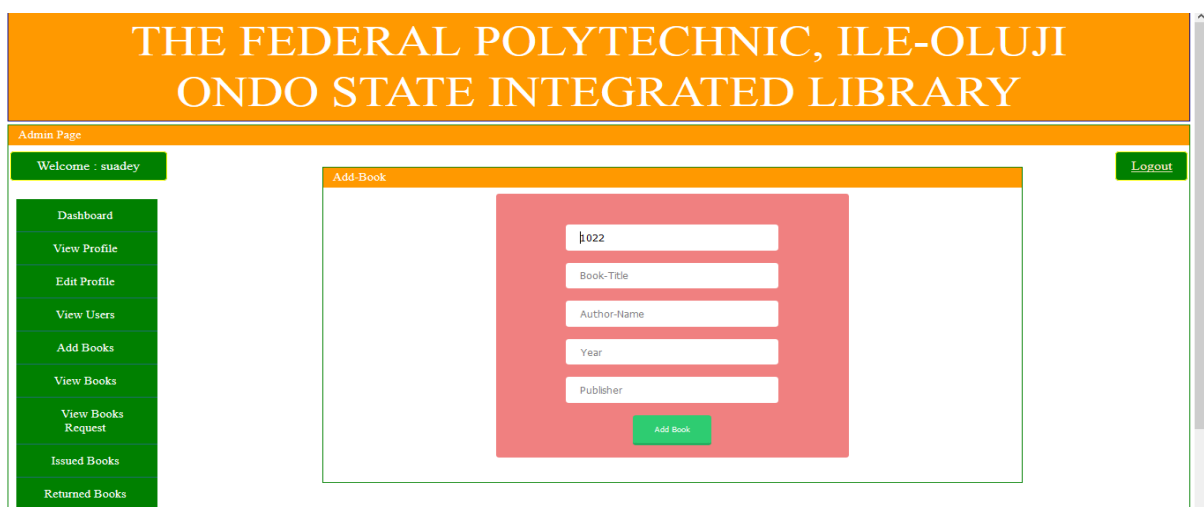 THE FEDERAL POLYTECHNIC, ILE-OLUJI
ONDO STATE INTEGRATED LIBRARY
Admin Page
Welcome : suadey
Logout
Add-Book
Dashboard
View Profile
Edit Profile
View Users
Add Books
View Books
View Books
Request
Issued Books
Returned Books
1022
Book-Title
Author-Name
Year
Publisher
Add Book